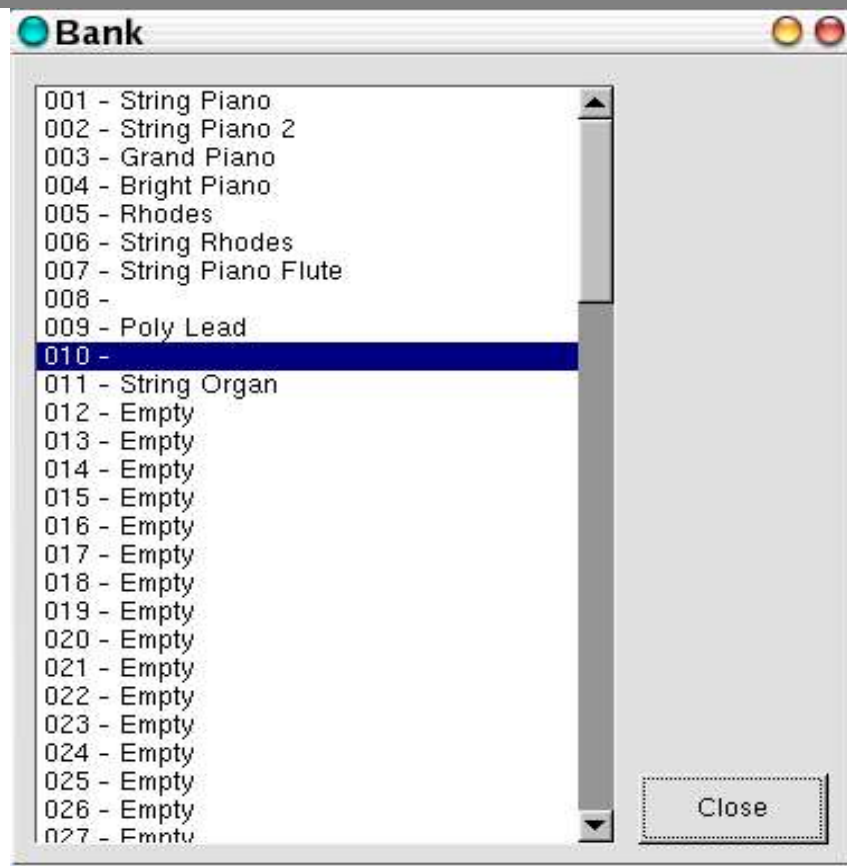 Bank
001 - String Piano
002 - String Piano 2
003 - Grand Piano
004 - Bright Piano
005 - Rhodes
006 - String Rhodes
007 - String Piano Flute
008 -
009 - Poly Lead
010 -
011 - String Organ
012 - Empty
013 - Empty
014 - Empty
015 - Empty
016 - Empty
017 - Empty
018 - Empty
019 - Empty
020 - Empty
021 - Empty
022 - Empty
023 - Empty
024 - Empty
025 - Empty
026 - Empty
027 - Empty
Close